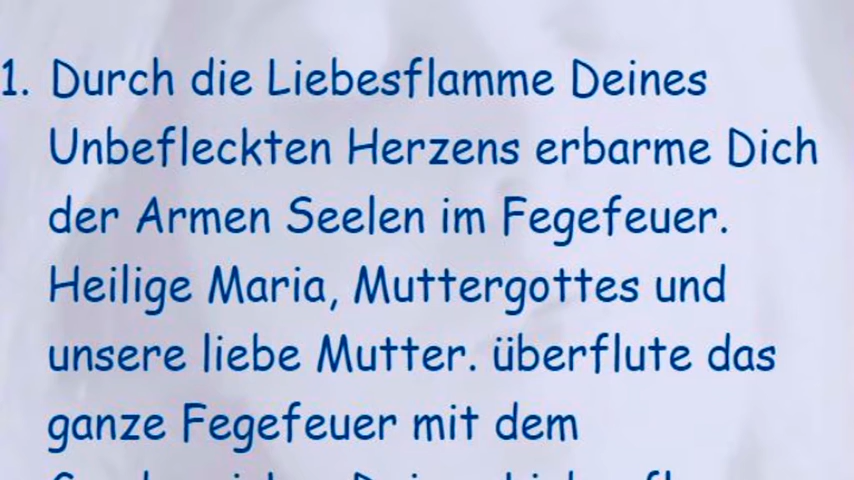 1. Durch die Liebesflamme Deines
Unbefleckten Herzens erbarme Dich
der Armen Seelen im Fegefeuer.
Heilige Maria, Muttergottes und
unsere liebe Mutter. überflute das
ganze Fegefeuer mit dem